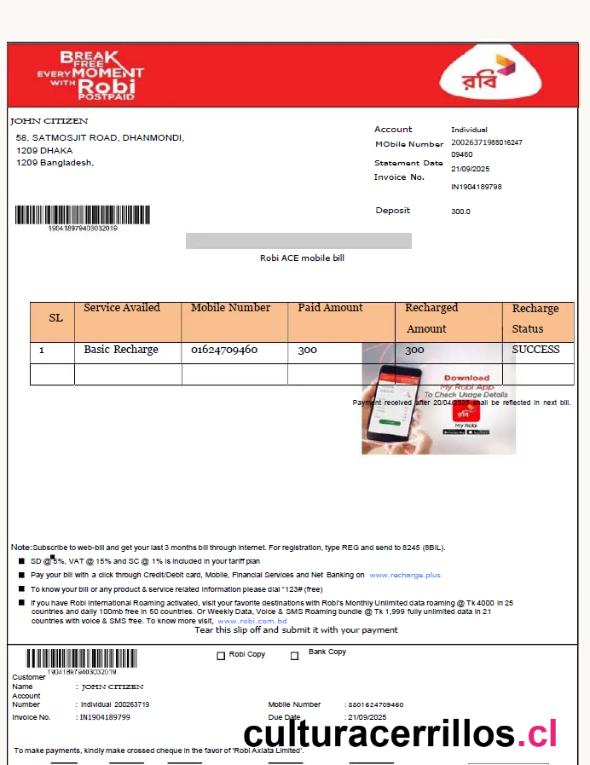 BREAK
FREE
EVERY MOMENT
WITH Robi
POSTPAID
রবি
JOHN CITIZEN
58, SATMOSJIT ROAD, DHANMONDI,
1209 DHAKA
1209 Bangladesh,
Account Individual
MObile Number 20026371988016247
09460
Statement Date 21/09/2025
Invoice No.
IN1904189798
Deposit 300.0
190418979403032019
Robi ACE mobile bill
SL Service Availed Mobile Number Paid Amount Recharged Amount Recharge Status
1 Basic Recharge 01624709460 300 300 SUCCESS
Download
My Robi App
To Check Usage Details
Payment received after 20/04/2025 shall be reflected in next bill.
রবি
My Robi
Note:Subscribe to web-bill and get your last 3 months bill through internet. For registration, type REG and send to 8245 (8BIL).
■ SD @ 5%, VAT @ 15% and SC @ 1% is included in your tariff plan
■ Pay your bill with a click through Credit/Debit card, Mobile, Financial Services and Net Banking on www.recharge.plus
■ To know your bill or any product & service related information please dial *123# (free)
■ If you have Robi International Roaming activated, visit your favorite destinations with Robi's Monthly Unlimited data roaming @ Tk 4000 in 25
countries and daily 100mb free in 50 countries. Or Weekly Data, Voice & SMS Roaming bundle @ Tk 1,999 fully unlimited data in 21
countries with voice & SMS free. To know more visit, www.robi.com.bd
Tear this slip off and submit it with your payment
Robi Copy Bank Copy
190418979403032019
Customer
Name : JOHN CITIZEN
Account
Number : Individual 200263719 Mobile Number : 8801624709460
Invoice No. : IN1904189799 Due Date : 21/09/2025
culturacerrillos.cl
To make payments, kindly make crossed cheque in the favor of 'Robi Axiata Limited'.